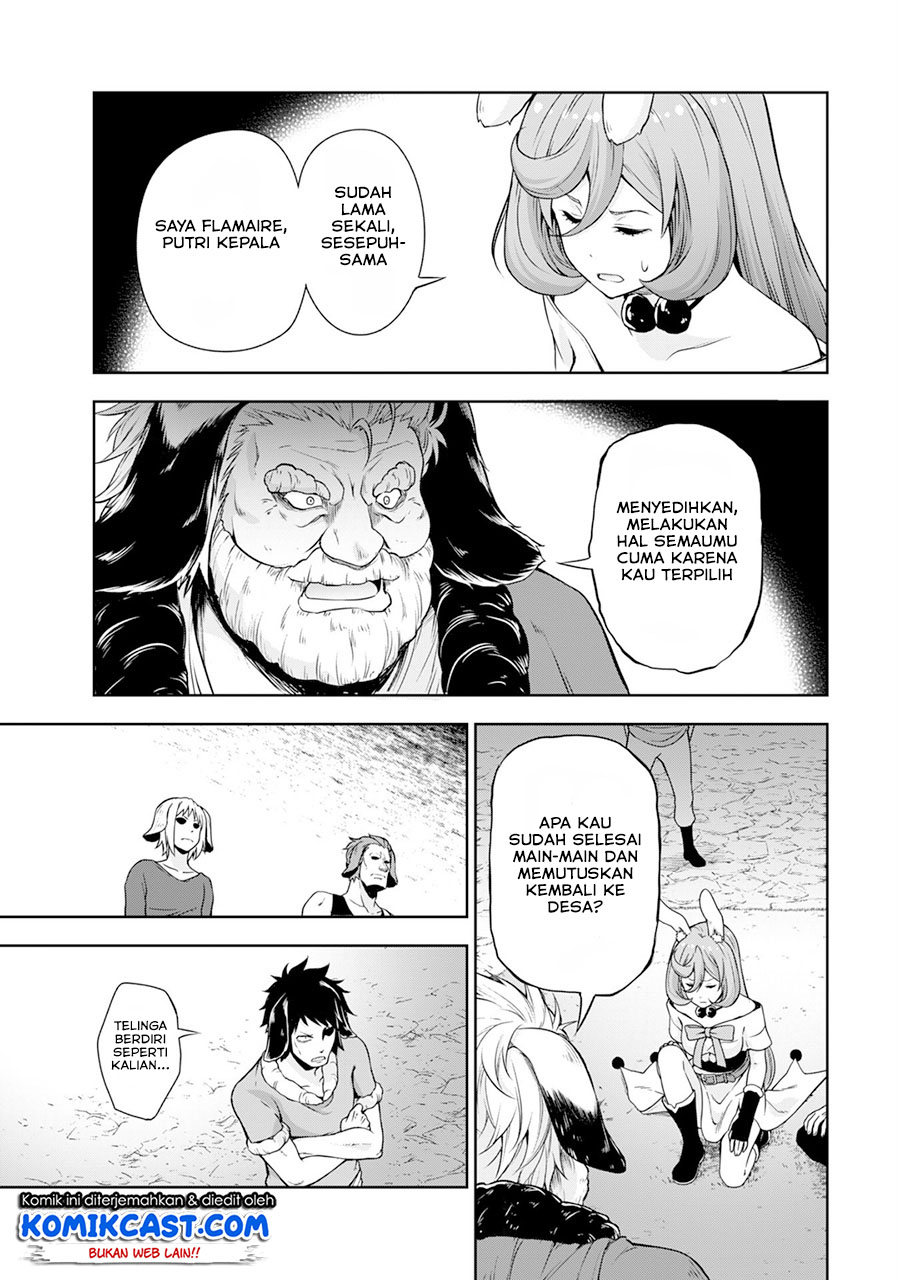 SUDAH
LAMA
SEKALI,
SESEPUH-
SAMA
SAYA FLAMAIRE,
PUTRI KEPALA
MENYEDIHKAN,
MELAKUKAN
HAL SEMAUMU
CUMA KARENA
KAU TERPILIH
APA KAU
SUDAH SELESAI
MAIN-MAIN DAN
MEMUTUSKAN
KEMBALI KE
DESA?
TELINGA
BERDIRI
SEPERTI
KALIAN...
Komik ini diterjemahkan & diedit oleh
KOMIKCAST.COM
BUKAN WEB LAIN!!